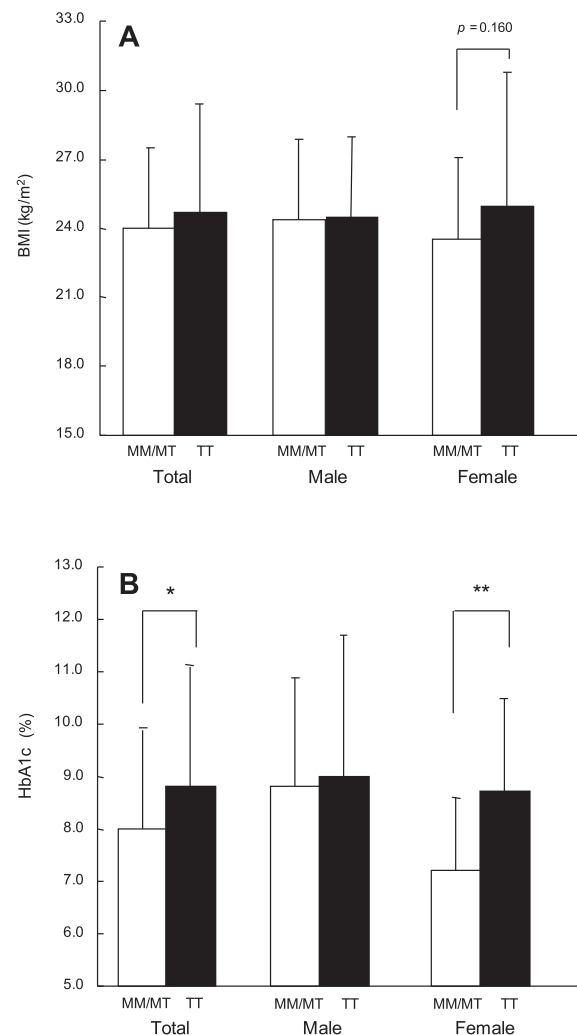 A
p = 0.160
33.0
30.0
27.0
24.0
21.0
18.0
15.0
BMI (kg/m²)
MM/MT TT MM/MT TT MM/MT TT
Total Male Female
B
* **
13.0
12.0
11.0
10.0
9.0
8.0
7.0
6.0
5.0
HbA1c (%)
MM/MT TT MM/MT TT MM/MT TT
Total Male Female